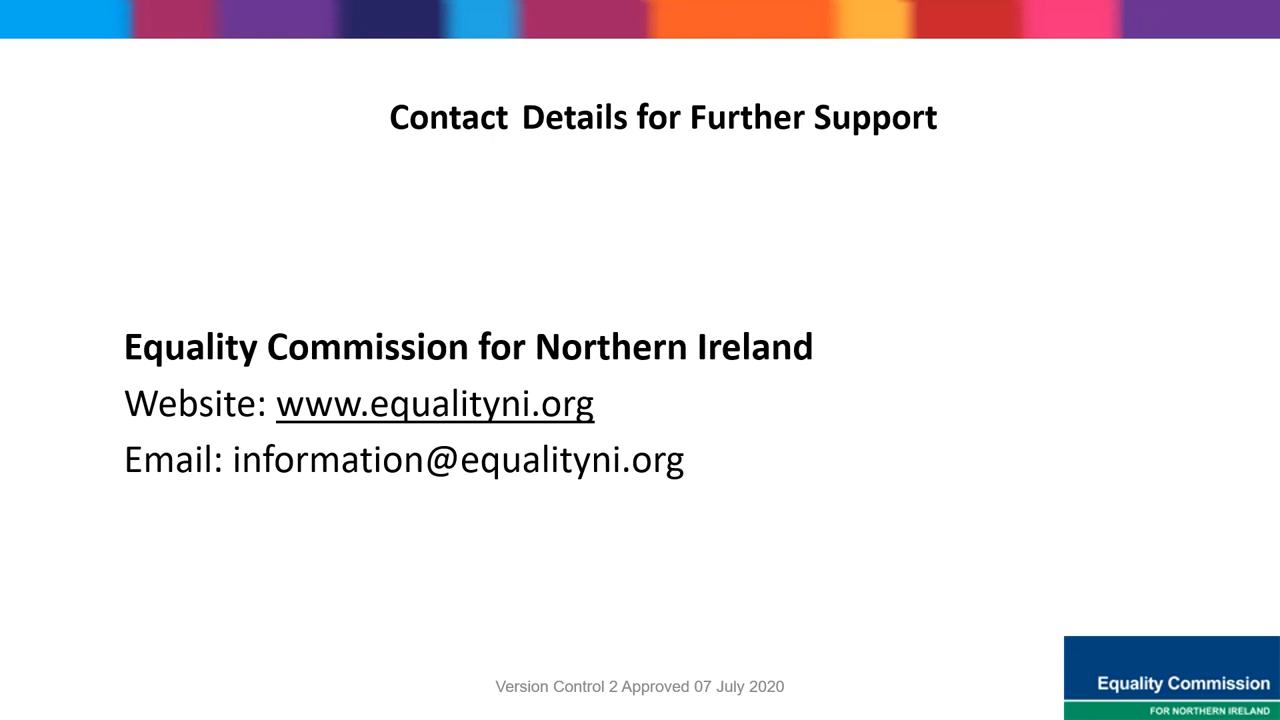 Contact Details for Further Support
Equality Commission for Northern Ireland
Website: www.equalityni.org
Email: information@equalityni.org
Version Control 2 Approved 07 July 2020
Equality Commission
FOR NORTHERN IRELAND